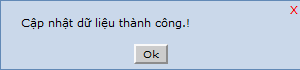 X
Cập nhật dữ liệu thành công.!
Ok